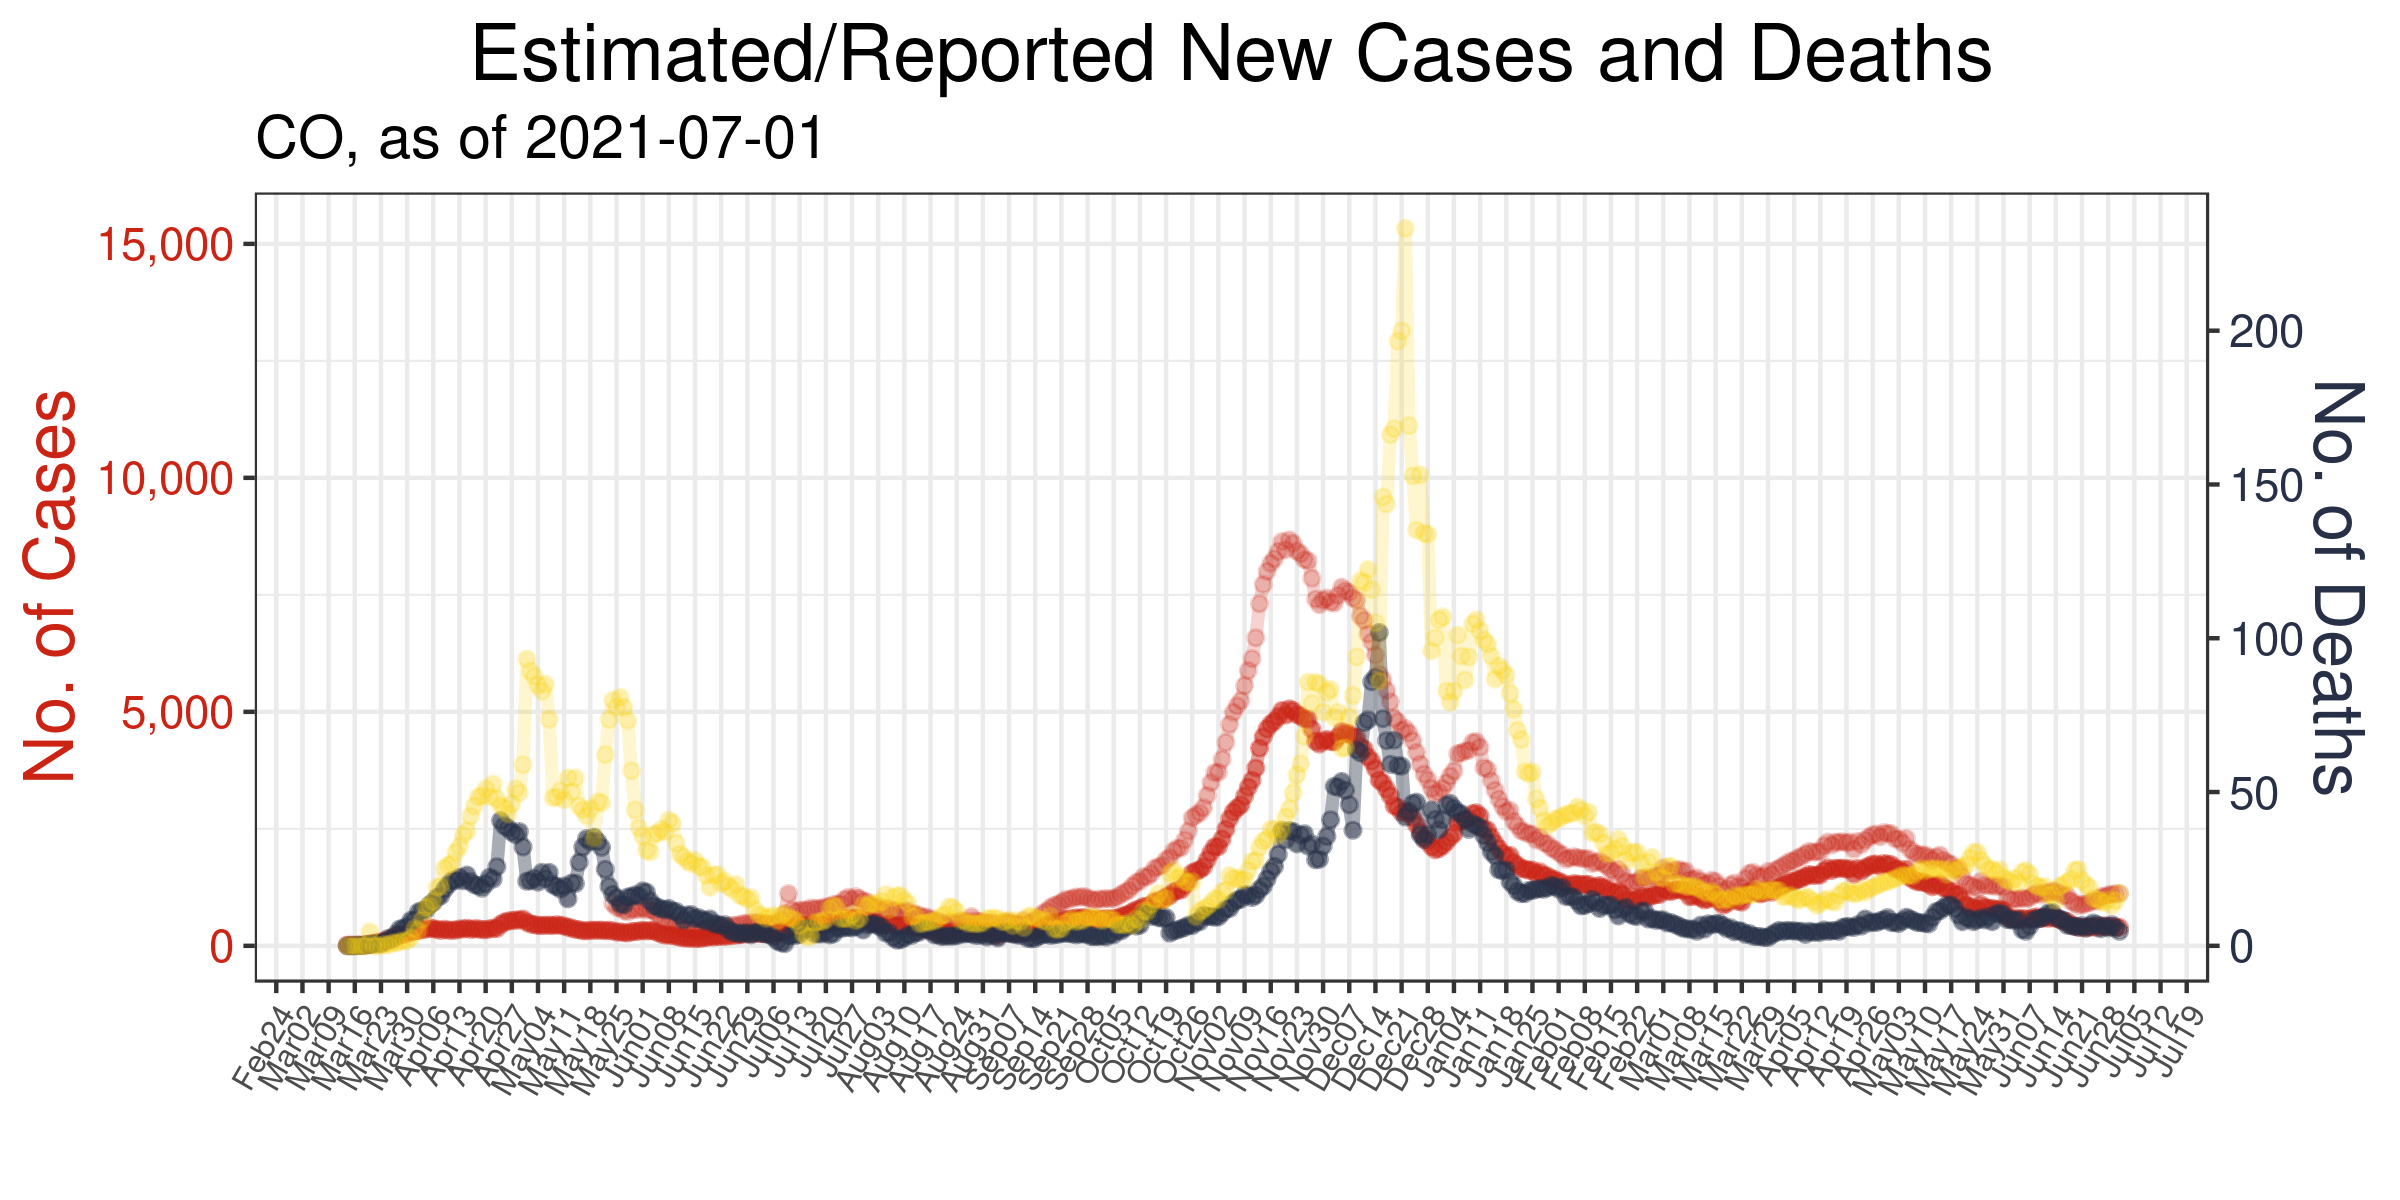 Estimated/Reported New Cases and Deaths
CO, as of 2021-07-01
No. of Cases
15,000
10,000
5,000
0
200
150
100
50
0
No. of Deaths
Feb24
Mar02
Mar09
Mar16
Mar23
Mar30
Apr06
Apr13
Apr20
Apr27
May04
May11
May18
May25
Jun01
Jun08
Jun15
Jun22
Jun29
Jul06
Jul13
Jul20
Jul27
Aug03
Aug10
Aug17
Aug24
Aug31
Sep07
Sep14
Sep21
Sep28
Oct05
Oct12
Oct19
Oct26
Nov02
Nov09
Nov16
Nov23
Nov30
Dec07
Dec14
Dec21
Dec28
Jan04
Jan11
Jan18
Jan25
Feb01
Feb08
Feb15
Feb22
Mar01
Mar08
Mar15
Mar22
Mar29
Apr05
Apr12
Apr19
Apr26
May03
May10
May17
May24
May31
Jun07
Jun14
Jun21
Jun28
Jul05
Jul12
Jul19